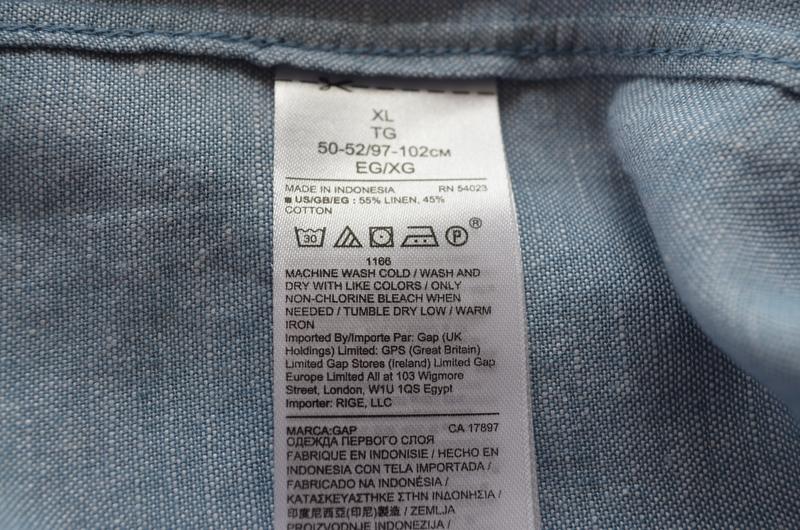 XL
TG
50-52/97-102CM
EG/XG
MADE IN INDONESIA RN 54023
US/GB/EG : 55% LINEN, 45%
COTTON
30 P ®
1166
MACHINE WASH COLD / WASH AND
DRY WITH LIKE COLORS / ONLY
NON-CHLORINE BLEACH WHEN
NEEDED / TUMBLE DRY LOW / WARM
IRON
Imported By/Importe Par: Gap (UK
Holdings) Limited: GPS (Great Britain)
Limited Gap Stores (Ireland) Limited Gap
Europe Limited All at 103 Wigmore
Street, London, W1U 1QS Egypt
Importer: RIGE, LLC
MARCA:GAP CA 17897
ОДЕЖДА ПЕРВОГО СЛОЯ
FABRIQUE EN INDONISIE / HECHO EN
INDONESIA CON TELA IMPORTADA /
FABRICADO NA INDONÉSIA /
ΚΑΤΑΣΚΕΥΑΣΤΗΚΕ ΣΤΗΝ ΙΝΔΟΝΗΣΙΑ /
印度尼西亞(印尼)製造 / ZEMLJA
PROIZVODNJE INDONEZIJA /